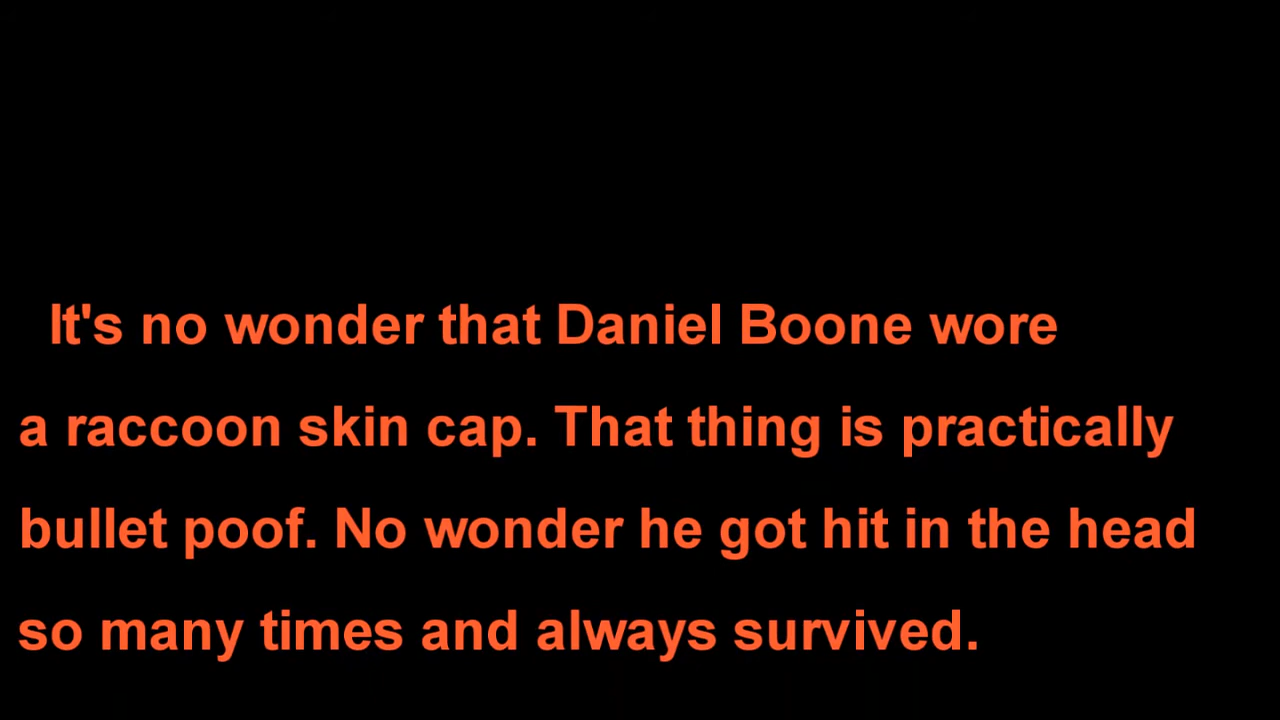 It's no wonder that Daniel Boone wore
a raccoon skin cap. That thing is practically
bullet poof. No wonder he got hit in the head
so many times and always survived.